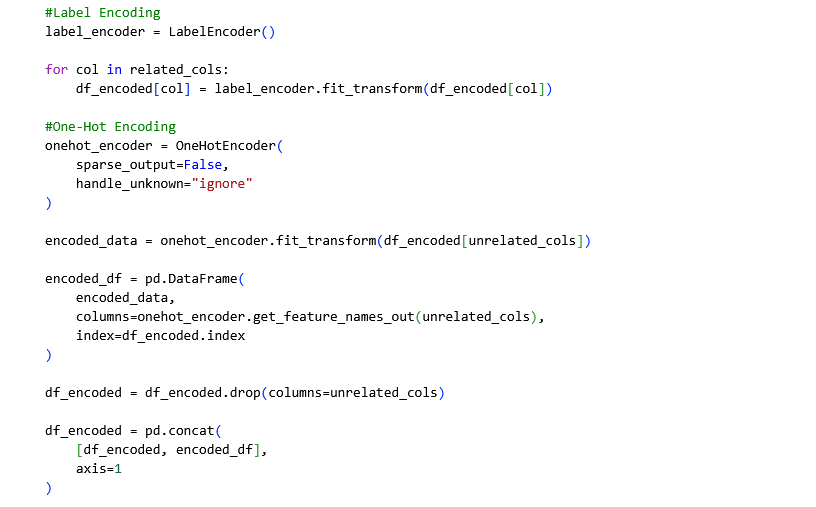 #Label Encoding
label_encoder = LabelEncoder()
for col in related_cols:
    df_encoded[col] = label_encoder.fit_transform(df_encoded[col])
#One-Hot Encoding
onehot_encoder = OneHotEncoder(
    sparse_output=False,
    handle_unknown="ignore"
)
encoded_data = onehot_encoder.fit_transform(df_encoded[unrelated_cols])
encoded_df = pd.DataFrame(
    encoded_data,
    columns=onehot_encoder.get_feature_names_out(unrelated_cols),
    index=df_encoded.index
)
df_encoded = df_encoded.drop(columns=unrelated_cols)
df_encoded = pd.concat(
    [df_encoded, encoded_df],
    axis=1
)